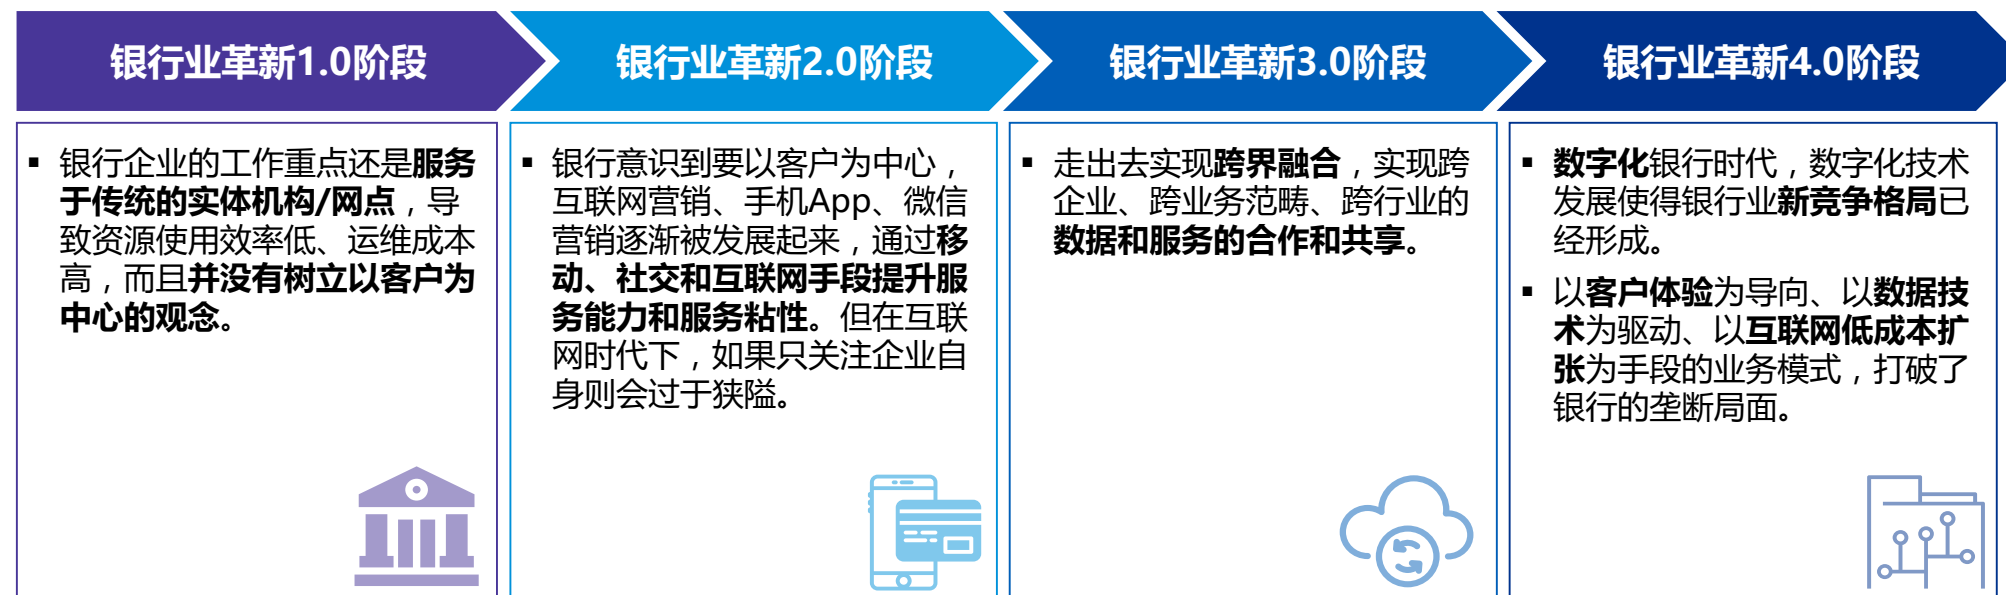 银行业革新1.0阶段
银行业革新2.0阶段
银行业革新3.0阶段
银行业革新4.0阶段
▪ 银行企业的工作重点还是服务
于传统的实体机构/网点，导
致资源使用效率低、运维成本
高，而且并没有树立以客户为
中心的观念。
▪ 银行意识到要以客户为中心，
互联网营销、手机App、微信
营销逐渐被发展起来，通过移
动、社交和互联网手段提升服
务能力和服务粘性。但在互联
网时代下，如果只关注企业自
身则会过于狭隘。
▪ 走出去实现跨界融合，实现跨
企业、跨业务范畴、跨行业的
数据和服务的合作和共享。
▪ 数字化银行时代，数字化技术
发展使得银行业新竞争格局已
经形成。
▪ 以客户体验为导向、以数据技
术为驱动、以互联网低成本扩
张为手段的业务模式，打破了
银行的垄断局面。